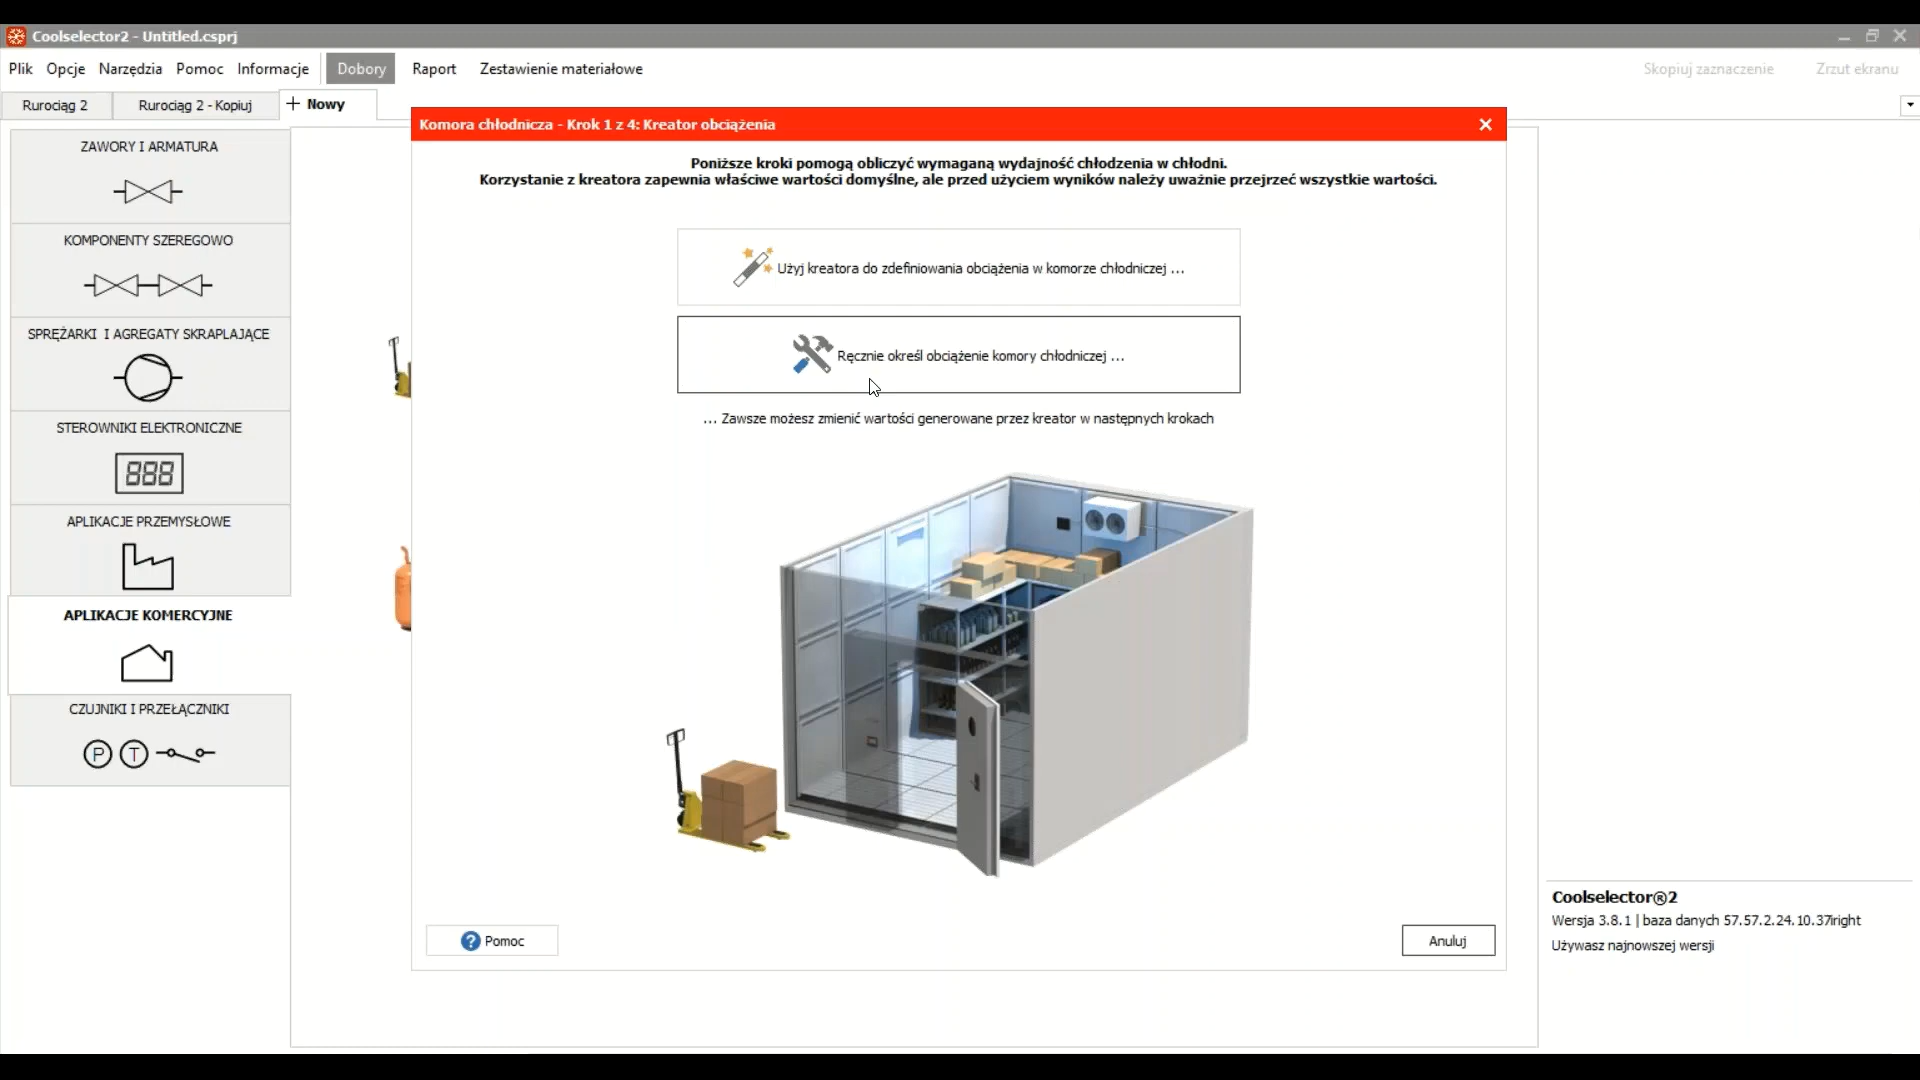 Coolselector2 - Untitled.csprj
Plik Opcje Narzędzia Pomoc Informacje Dobory Raport Zestawienie materiałowe Skopiuj zaznaczenie Zrzut ekranu
Rurociąg 2 Rurociąg 2 - Kopiuj + Nowy
ZAWORY I ARMATURA
KOMPONENTY SZEREGOWO
SPRĘŻARKI I AGREGATY SKRAPLAJĄCE
STEROWNIKI ELEKTRONICZNE
888
APLIKACJE PRZEMYSŁOWE
APLIKACJE KOMERCYJNE
CZUJNIKI I PRZEŁĄCZNIKI
P T
Komora chłodnicza - Krok 1 z 4: Kreator obciążenia
Poniższe kroki pomogą obliczyć wymaganą wydajność chłodzenia w chłodni.
Korzystanie z kreatora zapewnia właściwe wartości domyślne, ale przed użyciem wyników należy uważnie przejrzeć wszystkie wartości.
Użyj kreatora do zdefiniowania obciążenia w komorze chłodniczej ...
Ręcznie określ obciążenie komory chłodniczej ...
... Zawsze możesz zmienić wartości generowane przez kreator w następnych krokach
? Pomoc
Anuluj
Coolselector®2
Wersja 3.8.1 | baza danych 57.57.2.24.10.37iright
Używasz najnowszej wersji